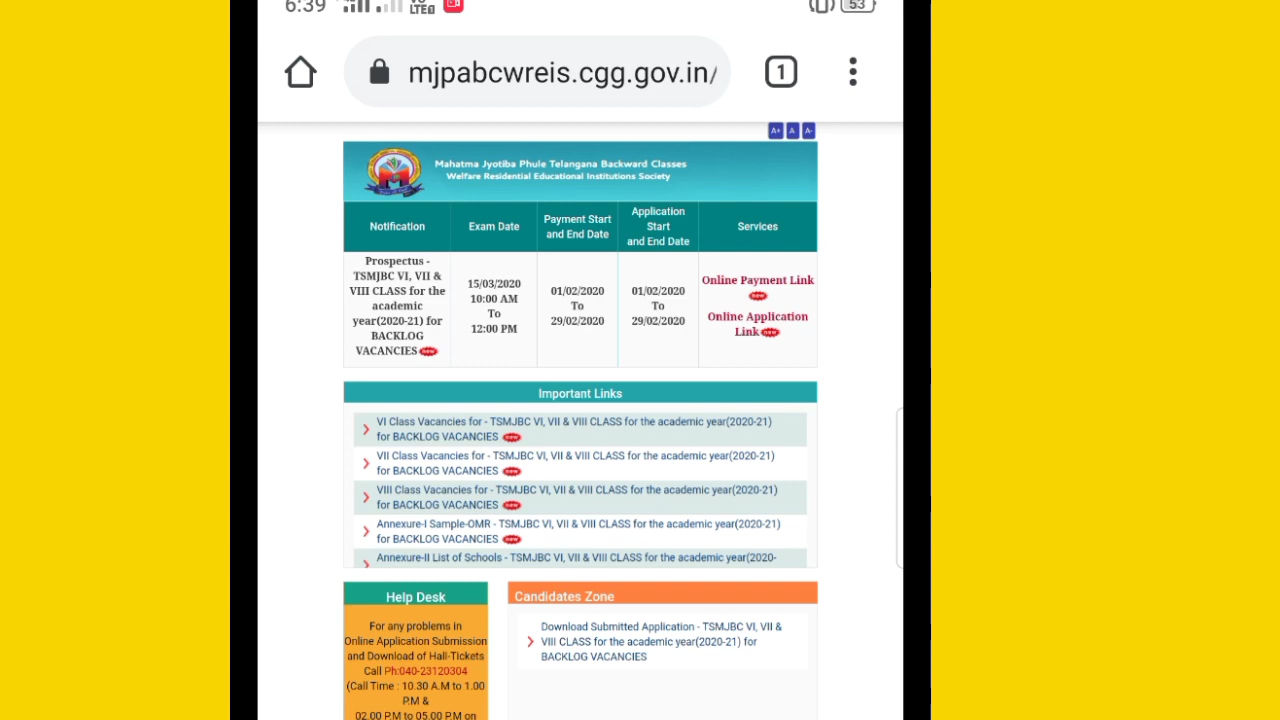 6:39
LTE
53
mjpabcwreis.cgg.gov.in/
1
A+ A A-
Mahatma Jyotiba Phule Telangana Backward Classes
Welfare Residential Educational Institutions Society
Notification
Exam Date
Payment Start
and End Date
Application
Start
and End Date
Services
Prospectus -
TSMJBC VI, VII &
VIII CLASS for the
academic
year(2020-21) for
BACKLOG
VACANCIES new
15/03/2020
10:00 AM
To
12:00 PM
01/02/2020
To
29/02/2020
01/02/2020
To
29/02/2020
Online Payment Link
new
Online Application
Link new
Important Links
VI Class Vacancies for - TSMJBC VI, VII & VIII CLASS for the academic year(2020-21)
for BACKLOG VACANCIES new
VII Class Vacancies for - TSMJBC VI, VII & VIII CLASS for the academic year(2020-21)
for BACKLOG VACANCIES new
VIII Class Vacancies for - TSMJBC VI, VII & VIII CLASS for the academic year(2020-21)
for BACKLOG VACANCIES new
Annexure-I Sample-OMR - TSMJBC VI, VII & VIII CLASS for the academic year(2020-21)
for BACKLOG VACANCIES new
Annexure-II List of Schools - TSMJBC VI, VII & VIII CLASS for the academic year(2020-
Help Desk
For any problems in
Online Application Submission
and Download of Hall-Tickets
Call Ph:040-23120304
(Call Time : 10.30 A.M to 1.00
P.M &
02.00 P.M to 05.00 P.M on
Candidates Zone
Download Submitted Application - TSMJBC VI, VII &
VIII CLASS for the academic year(2020-21) for
BACKLOG VACANCIES